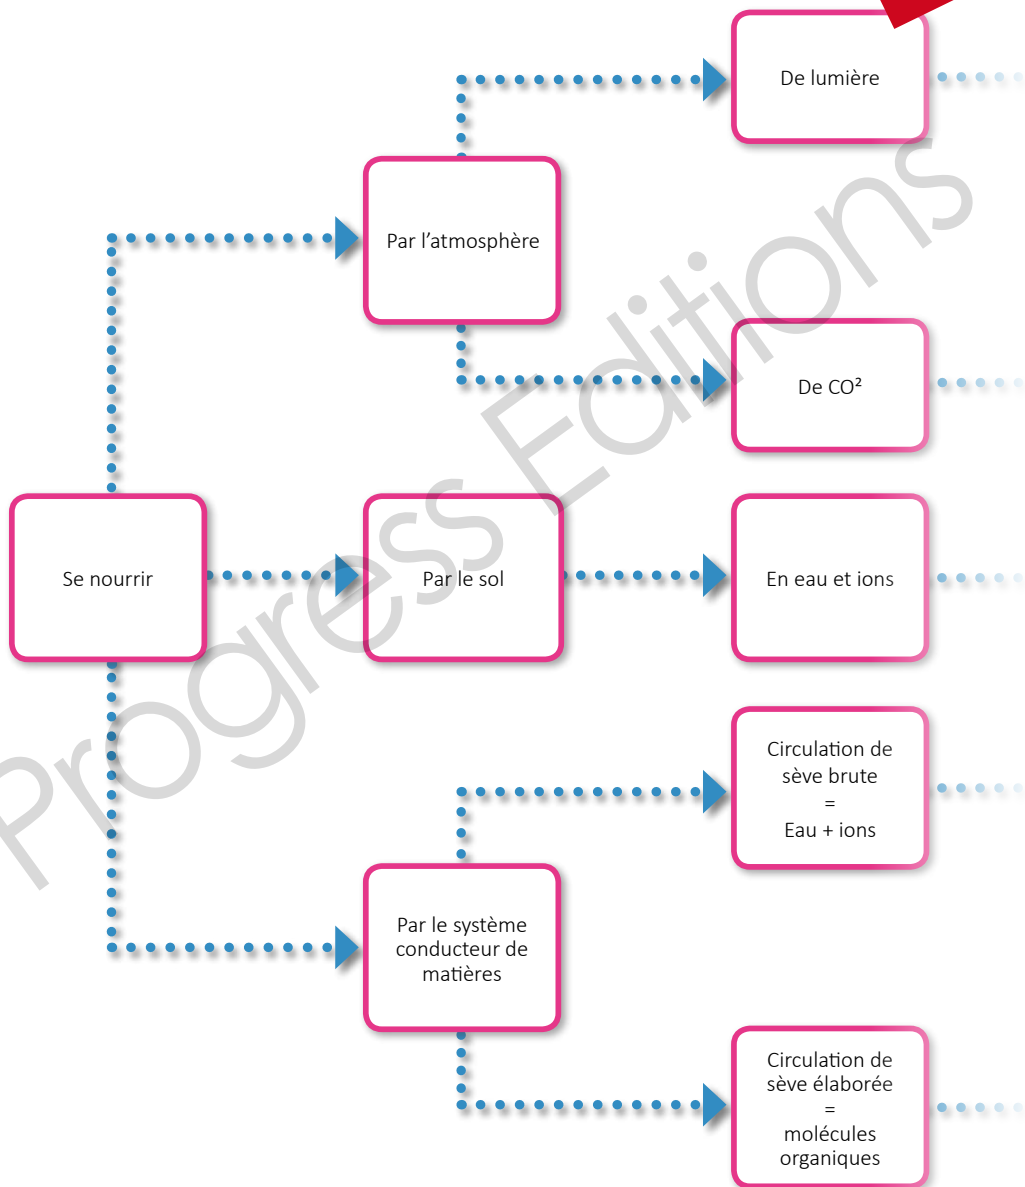 De lumière
Par l’atmosphère
De CO²
Se nourrir
Par le sol
En eau et ions
Circulation de
sève brute
=
Eau + ions
Par le système
conducteur de
matières
Circulation de
sève élaborée
=
molécules
organiques
Progress Editions